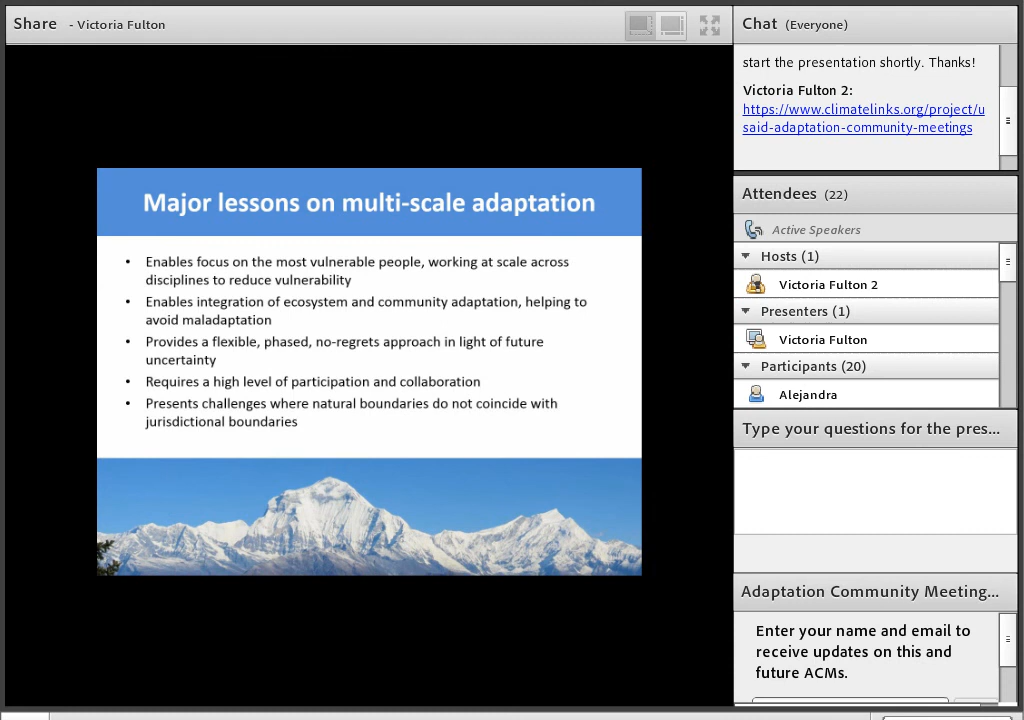 Share - Victoria Fulton
Major lessons on multi-scale adaptation
• Enables focus on the most vulnerable people, working at scale across
disciplines to reduce vulnerability
• Enables integration of ecosystem and community adaptation, helping to
avoid maladaptation
• Provides a flexible, phased, no-regrets approach in light of future
uncertainty
• Requires a high level of participation and collaboration
• Presents challenges where natural boundaries do not coincide with
jurisdictional boundaries
Chat (Everyone)
start the presentation shortly. Thanks!
Victoria Fulton 2:
https://www.climatelinks.org/project/u
said-adaptation-community-meetings
Attendees (22)
Active Speakers
Hosts (1)
Victoria Fulton 2
Presenters (1)
Victoria Fulton
Participants (20)
Alejandra
Type your questions for the pres...
Adaptation Community Meeting...
Enter your name and email to
receive updates on this and
future ACMs.